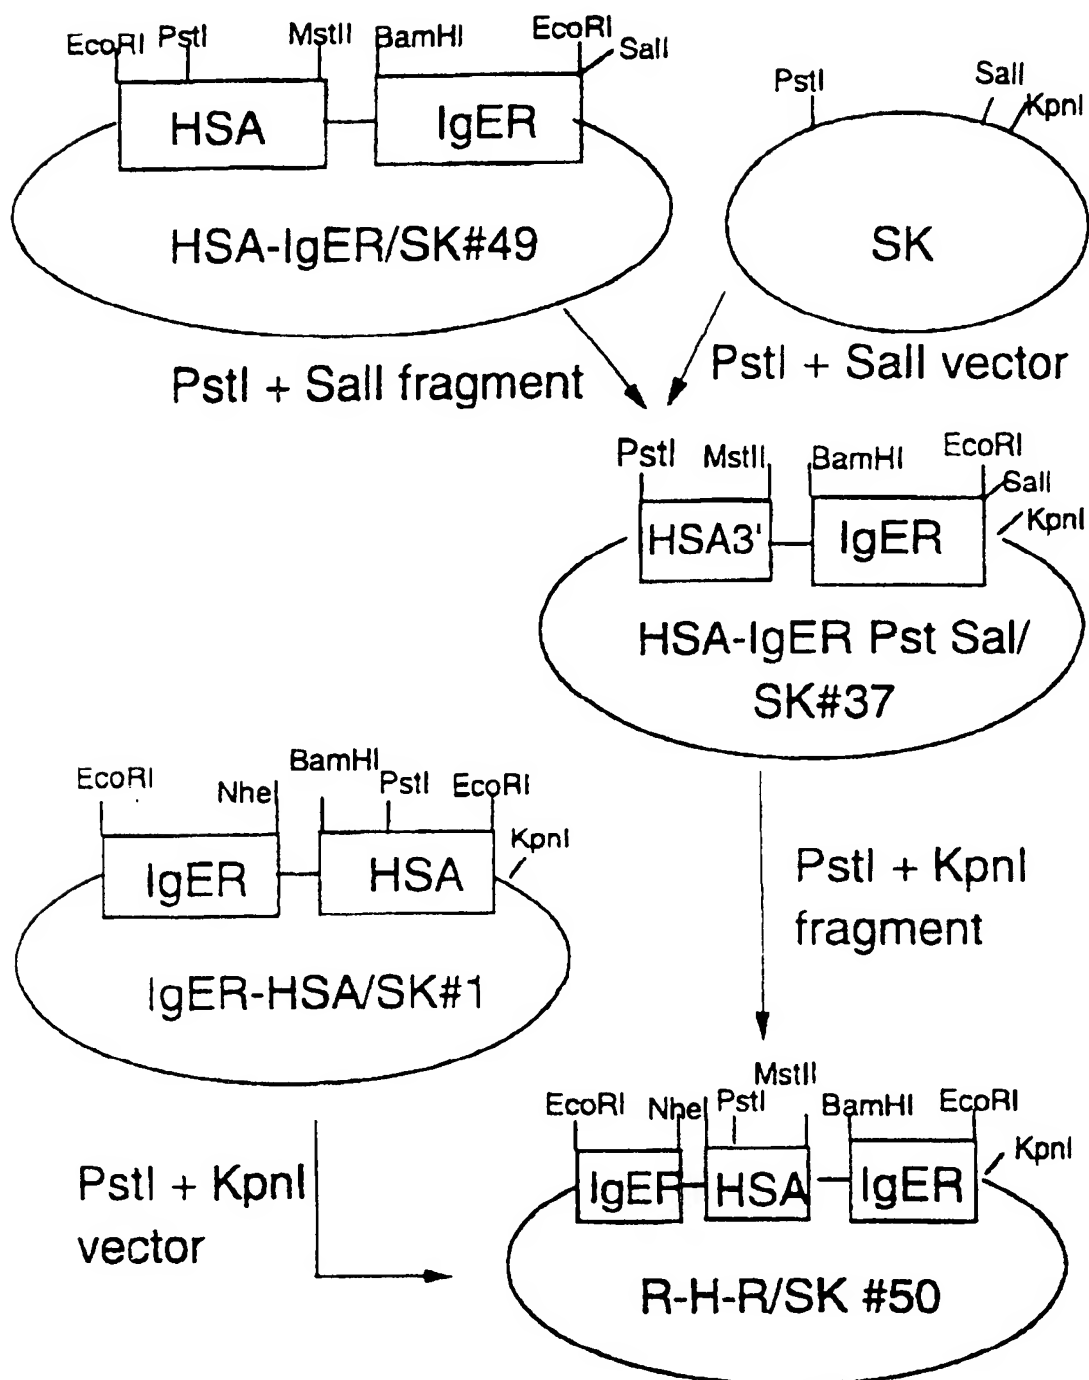 EcoRI PstI MstII BamHI EcoRI SalI
HSA IgER
HSA-IgER/SK#49
PstI SalI KpnI
SK
PstI + SalI fragment
PstI + SalI vector
PstI MstII BamHI EcoRI SalI KpnI
HSA3' IgER
HSA-IgER Pst Sal/
SK#37
EcoRI NheI BamHI PstI EcoRI KpnI
IgER HSA
IgER-HSA/SK#1
PstI + KpnI
fragment
PstI + KpnI
vector
EcoRI NheI PstI MstII BamHI EcoRI KpnI
IgER HSA IgER
R-H-R/SK #50